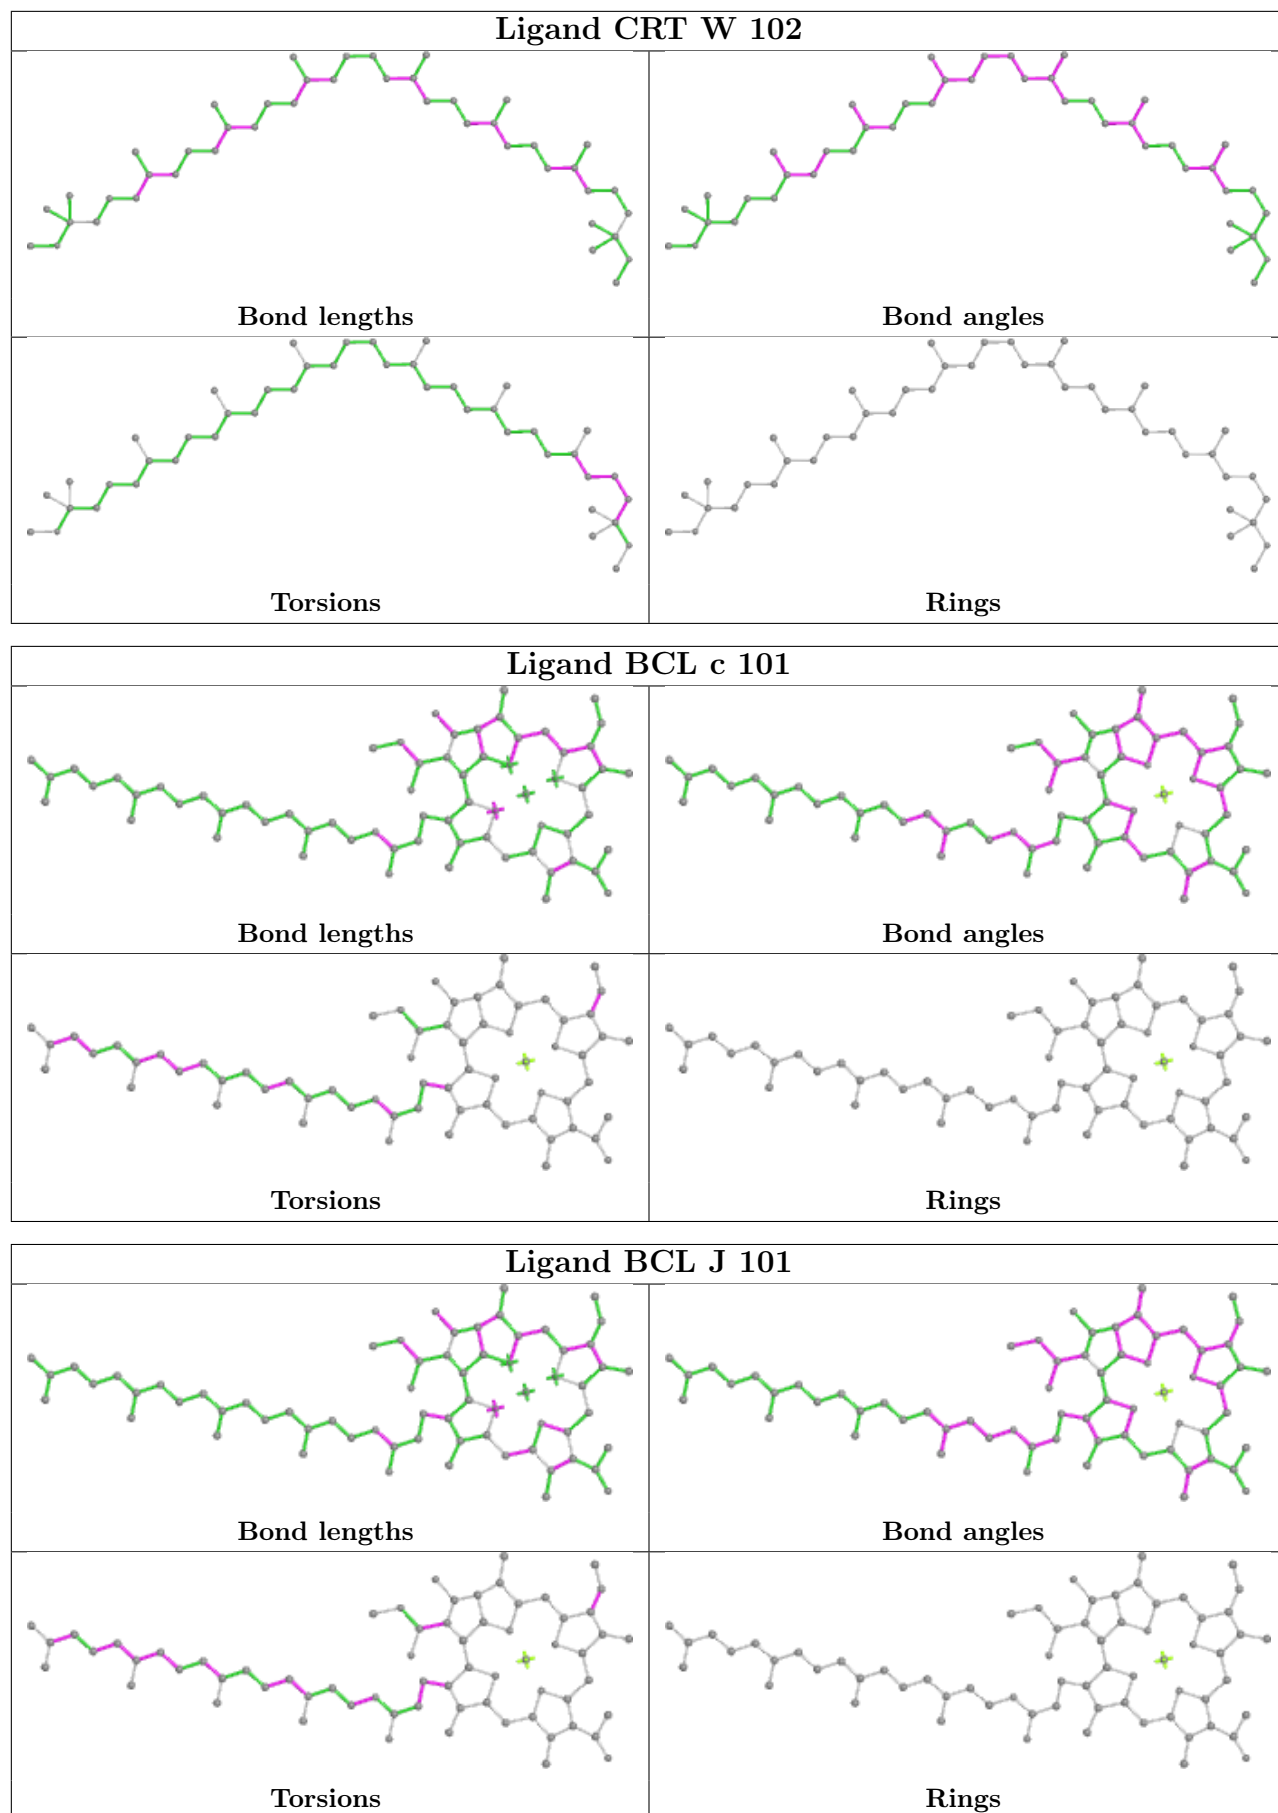 Ligand CRT W 102
Bond lengths
Bond angles
Torsions
Rings
Ligand BCL c 101
Bond lengths
Bond angles
Torsions
Rings
Ligand BCL J 101
Bond lengths
Bond angles
Torsions
Rings